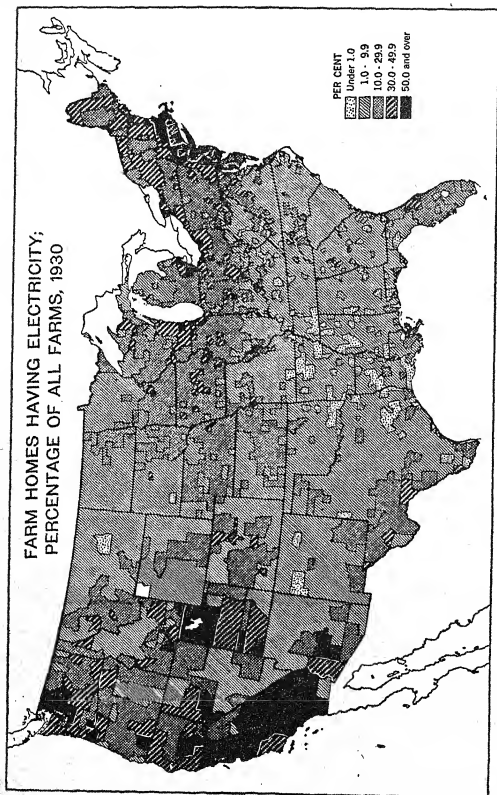 FARM HOMES HAVING ELECTRICITY;
PERCENTAGE OF ALL FARMS, 1930
PER CENT
Under 1.0
1.0 - 9.9
10.0 - 29.9
30.0 - 49.9
50.0 and over